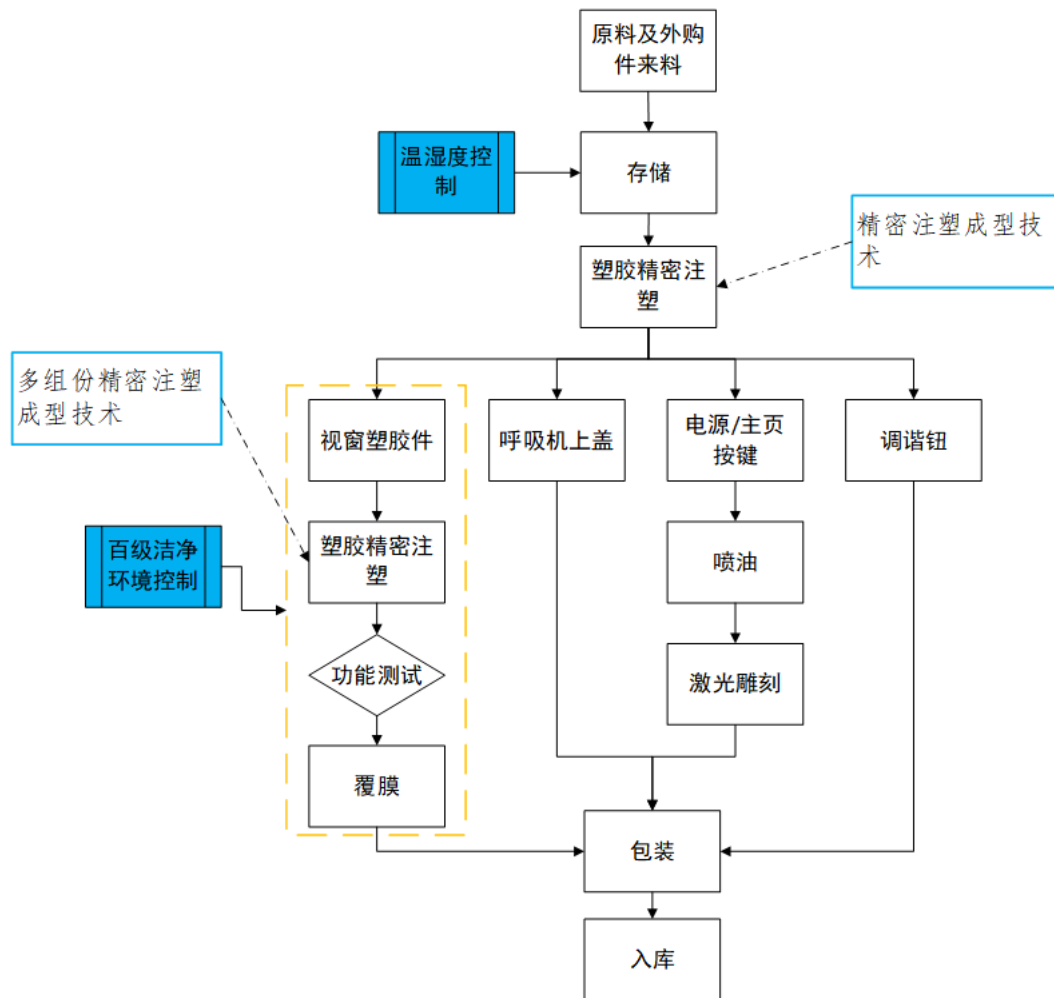 原料及外购
件来料
温湿度控
制
存储
精密注塑成型技
术
塑胶精密注
塑
多组份精密注塑
成型技术
视窗塑胶件
呼吸机上盖
电源/主页
按键
调谐钮
百级洁净
环境控制
塑胶精密注
塑
喷油
功能测试
激光雕刻
覆膜
包装
入库